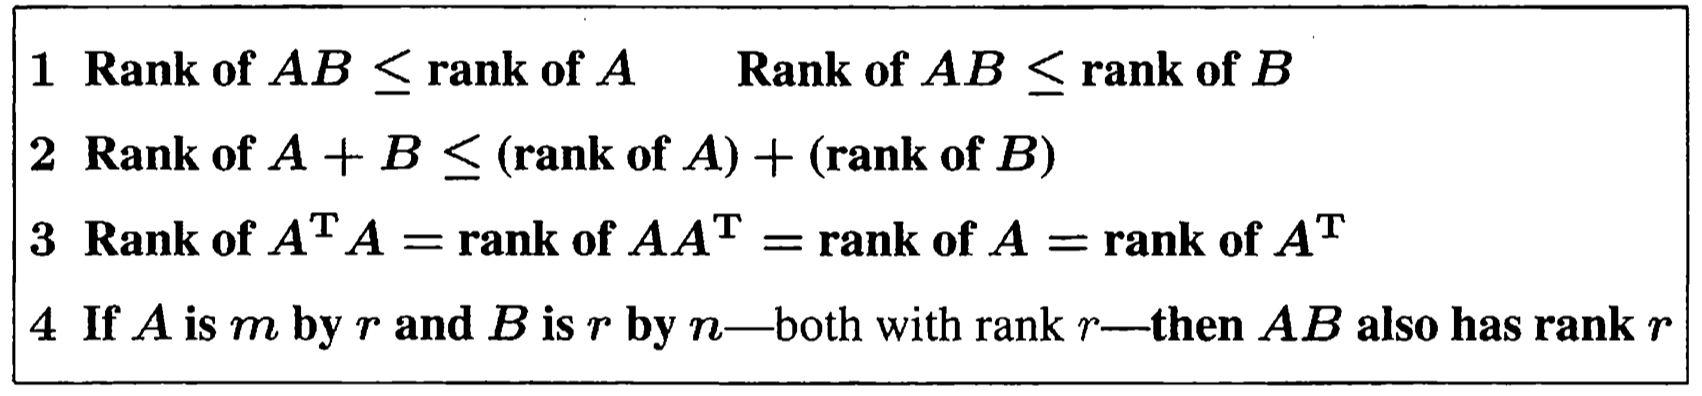 1 Rank of AB ≤ rank of A Rank of AB ≤ rank of B
2 Rank of A + B ≤ (rank of A) + (rank of B)
3 Rank of AᵀA = rank of AAᵀ = rank of A = rank of Aᵀ
4 If A is m by r and B is r by n—both with rank r—then AB also has rank r